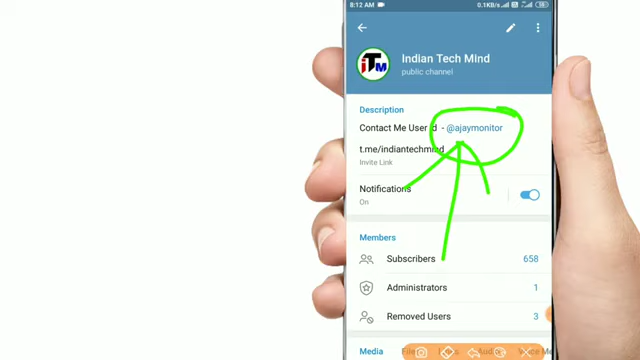 8:12 AM
0.1KB/s
Indian Tech Mind
public channel
iTM
Description
Contact Me User id - @ajaymonitor
t.me/indiantechmind
Invite Link
Notifications
On
Members
Subscribers 658
Administrators 1
Removed Users 3
Media